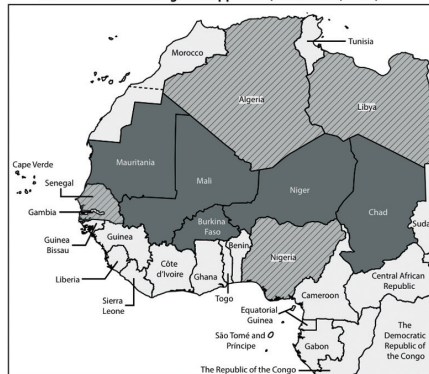 Tunisia
Morocco
Algeria
Libya
Cape Verde
Mauritania
Mali
Niger
Chad
Senegal
Gambia
Guinea
Bissau
Guinea
Burkina
Faso
Benin
Nigeria
Côte
d'Ivoire
Ghana
Togo
Liberia
Sierra
Leone
Cameroon
Central African
Republic
Equatorial
Guinea
São Tomé and
Príncipe
Gabon
The
Democratic
Republic of
the Congo
The Republic of the Congo